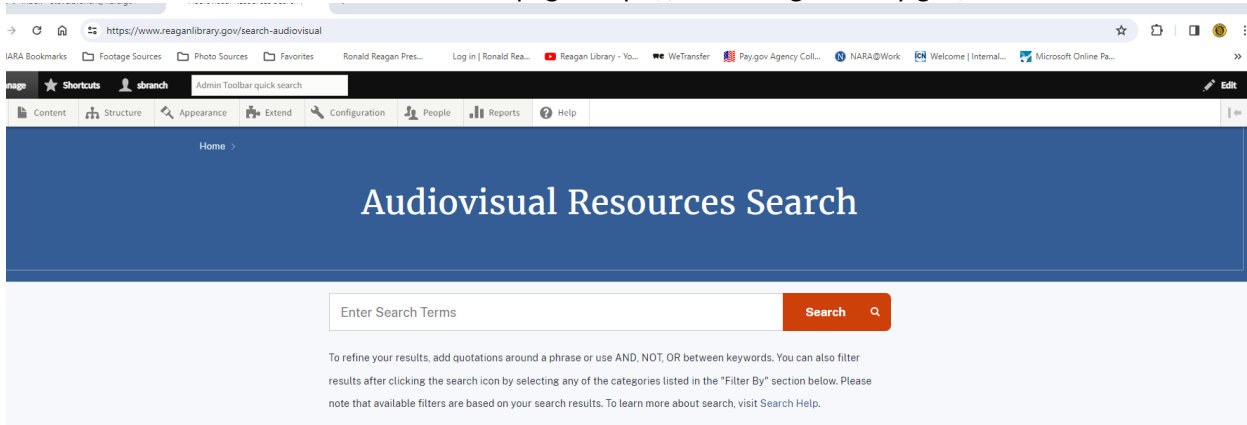 https://www.reaganlibrary.gov/search-audiovisual
Bookmarks Footage Sources Photo Sources Favorites Ronald Reagan Pres... Log in | Ronald Rea... Reagan Library - Yo... we WeTransfer Pay.gov Agency Coll... N NARA@Work ICN Welcome | Internal... Microsoft Online Pa... »
Shortcuts sbranch Admin Toolbar quick search Edit
Content Structure Appearance Extend Configuration People Reports Help
Home >
Audiovisual Resources Search
Enter Search Terms Search
To refine your results, add quotations around a phrase or use AND, NOT, OR between keywords. You can also filter
results after clicking the search icon by selecting any of the categories listed in the "Filter By" section below. Please
note that available filters are based on your search results. To learn more about search, visit Search Help.